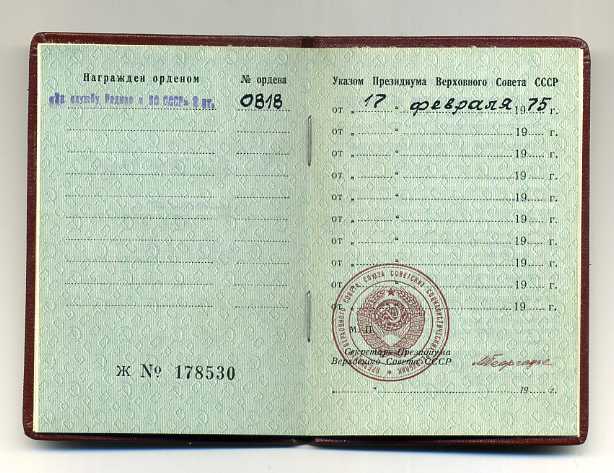 Награжден орденом
№ ордена
«За службу Родине в ВС СССР» 3 ст.
0818
Ж № 178530
Указом Президиума Верховного Совета СССР
от „ 17 “ февраля 1975 г.
от „ “ 19 г.
от „ “ 19 г.
от „ “ 19 г.
от „ “ 19 г.
от „ “ 19 г.
от „ “ 19 г.
от „ “ 19 г.
от „ “ 19 г.
от „ “ 19 г.
М. П.
Секретарь Президиума
Верховного Совета СССР
“ 19 г.